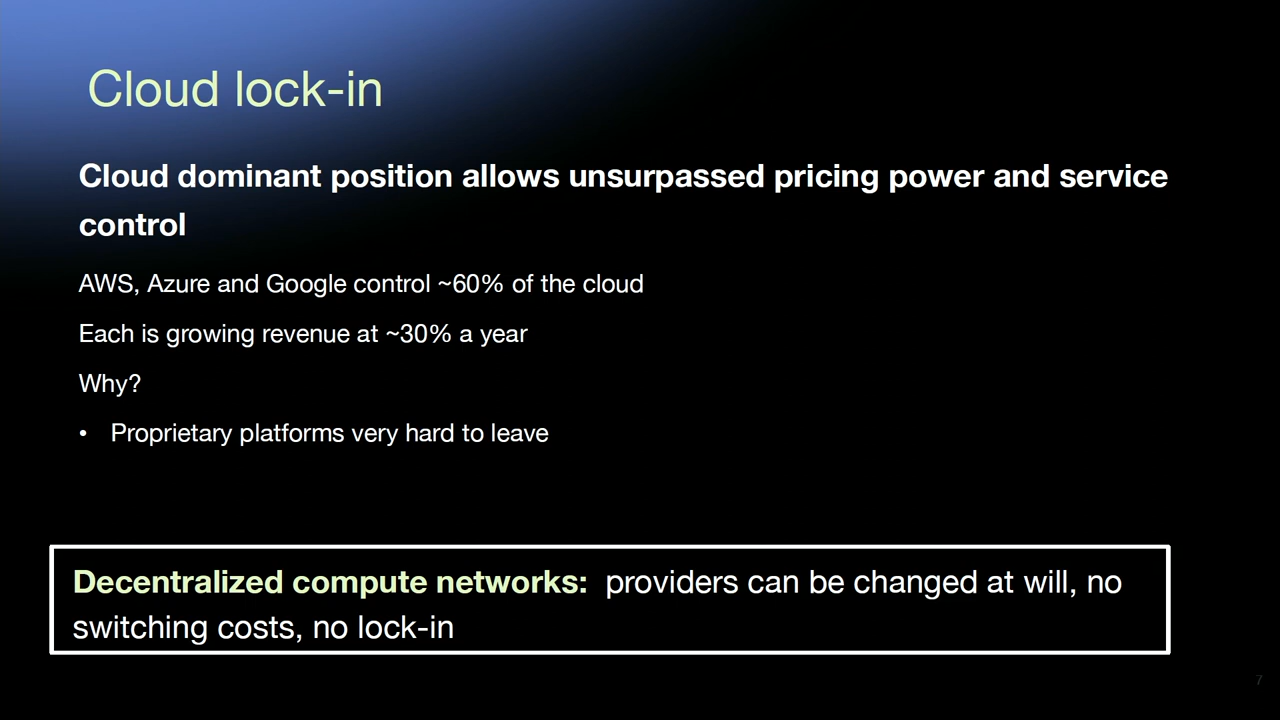 Cloud lock-in
Cloud dominant position allows unsurpassed pricing power and service
control
AWS, Azure and Google control ~60% of the cloud
Each is growing revenue at ~30% a year
Why?
• Proprietary platforms very hard to leave
Decentralized compute networks: providers can be changed at will, no
switching costs, no lock-in
7